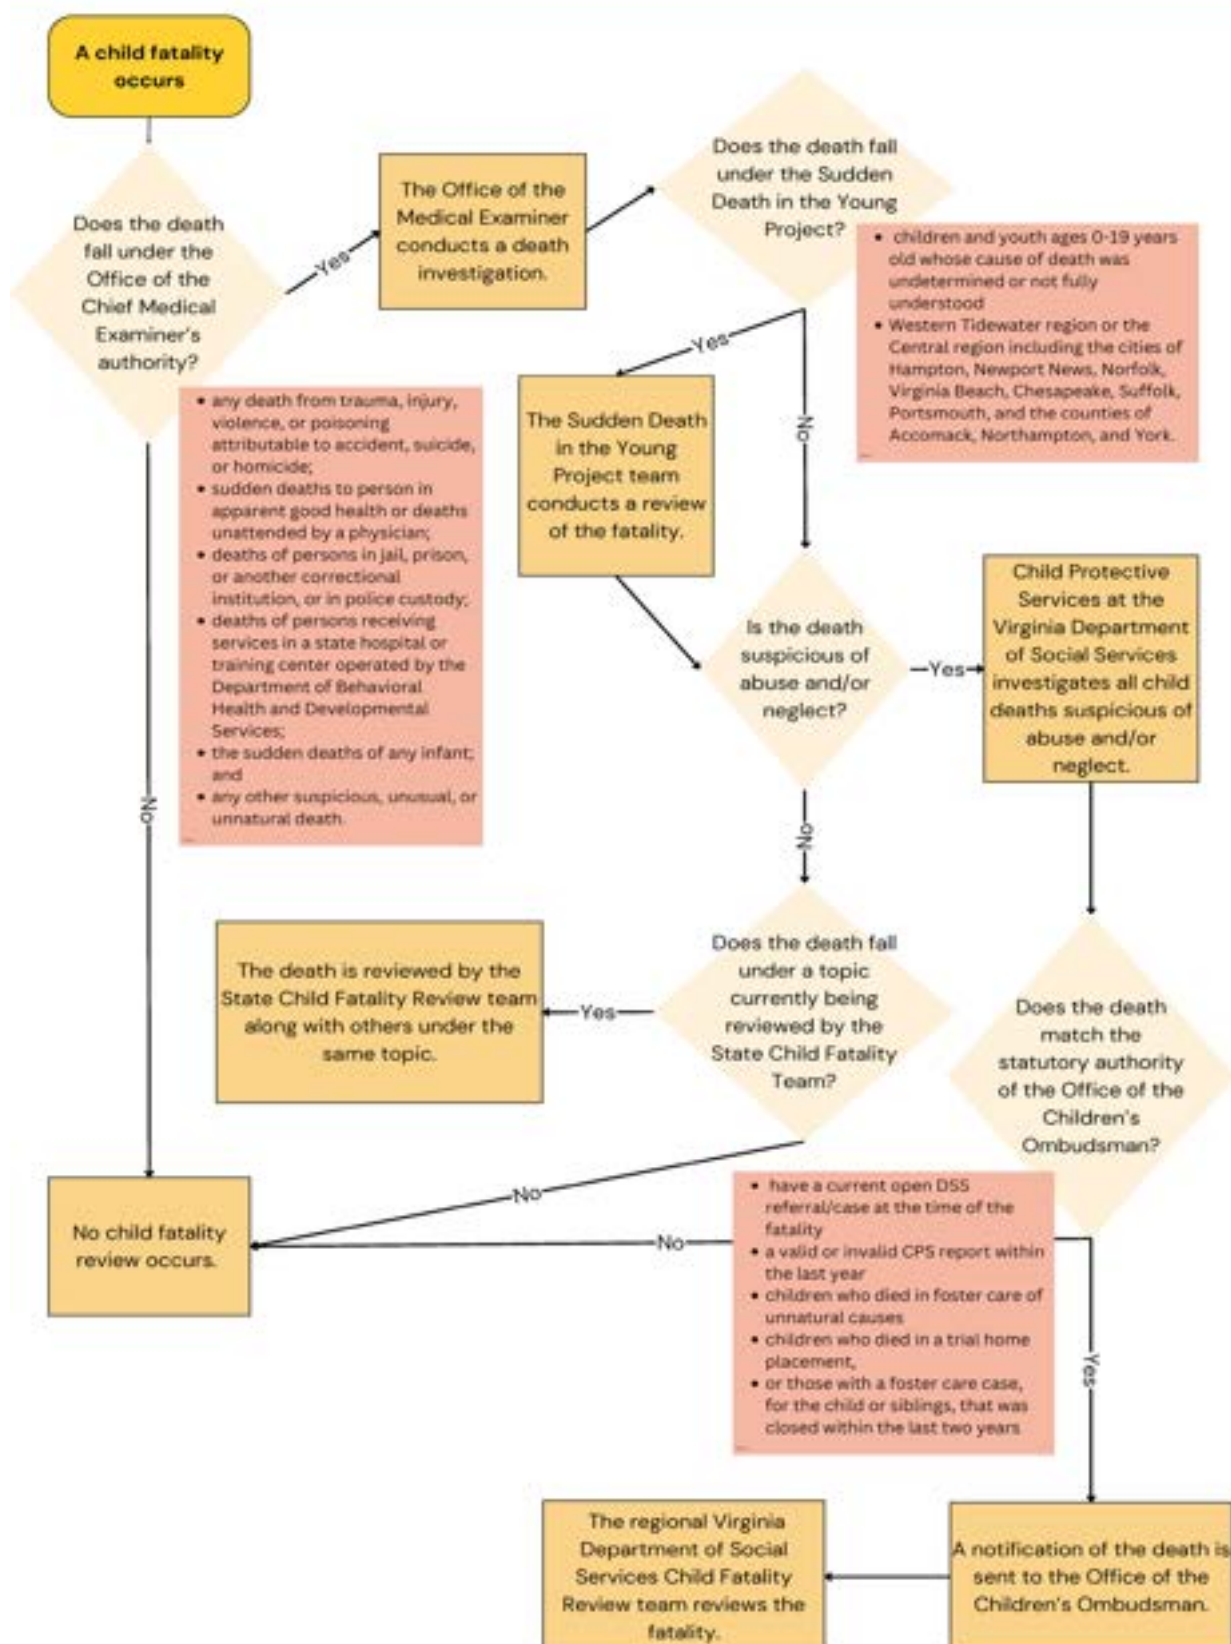 A child fatality
occurs
Does the death
fall under the
Office of the
Chief Medical
Examiner's
authority?
Yes
The Office of the
Medical Examiner
conducts a death
investigation.
Does the death fall
under the Sudden
Death in the Young
Project?
• children and youth ages 0-19 years
old whose cause of death was
undetermined or not fully
understood
• Western Tidewater region or the
Central region including the cities of
Hampton, Newport News, Norfolk,
Virginia Beach, Chesapeake, Suffolk,
Portsmouth, and the counties of
Accomack, Northampton, and York.
• any death from trauma, injury,
violence, or poisoning
attributable to accident, suicide,
or homicide;
• sudden deaths to person in
apparent good health or deaths
unattended by a physician;
• deaths of persons in jail, prison,
or another correctional
institution, or in police custody;
• deaths of persons receiving
services in a state hospital or
training center operated by the
Department of Behavioral
Health and Developmental
Services;
• the sudden deaths of any infant;
and
• any other suspicious, unusual, or
unnatural death.
No
Yes
The Sudden Death
in the Young
Project team
conducts a review
of the fatality.
No
Is the death
suspicious of
abuse and/or
neglect?
Yes
Child Protective
Services at the
Virginia Department
of Social Services
investigates all child
deaths suspicious of
abuse and/or
neglect.
No
Does the death fall
under a topic
currently being
reviewed by the
State Child Fatality
Team?
Yes
The death is reviewed by the
State Child Fatality Review team
along with others under the
same topic.
Does the death
match the
statutory authority
of the Office of the
Children's
Ombudsman?
No
No child fatality
review occurs.
No
• have a current open DSS
referral/case at the time of the
fatality
• a valid or invalid CPS report within
the last year
• children who died in foster care of
unnatural causes
• children who died in a trial home
placement,
• or those with a foster care case,
for the child or siblings, that was
closed within the last two years
Yes
A notification of the death is
sent to the Office of the
Children's Ombudsman.
The regional Virginia
Department of Social
Services Child Fatality
Review team reviews the
fatality.